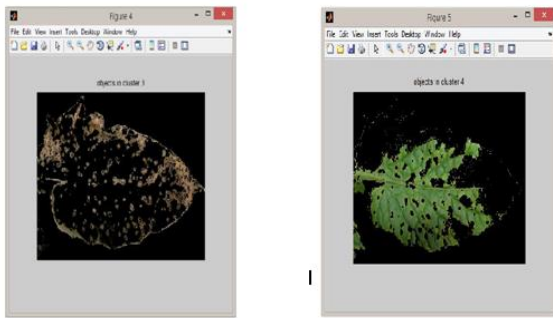 Figure 4
File Edit View Insert Tools Desktop Window Help
objects in cluster 3
Figure 5
File Edit View Insert Tools Desktop Window Help
objects in cluster 4